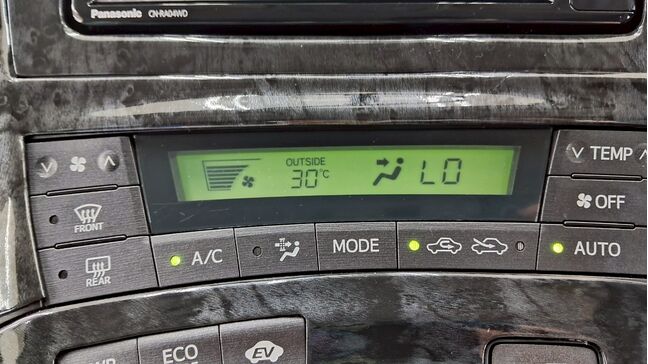 Panasonic CN-RA04WD
OUTSIDE
30°C
LO
TEMP
FRONT
OFF
REAR
A/C
MODE
AUTO
ECO
EV